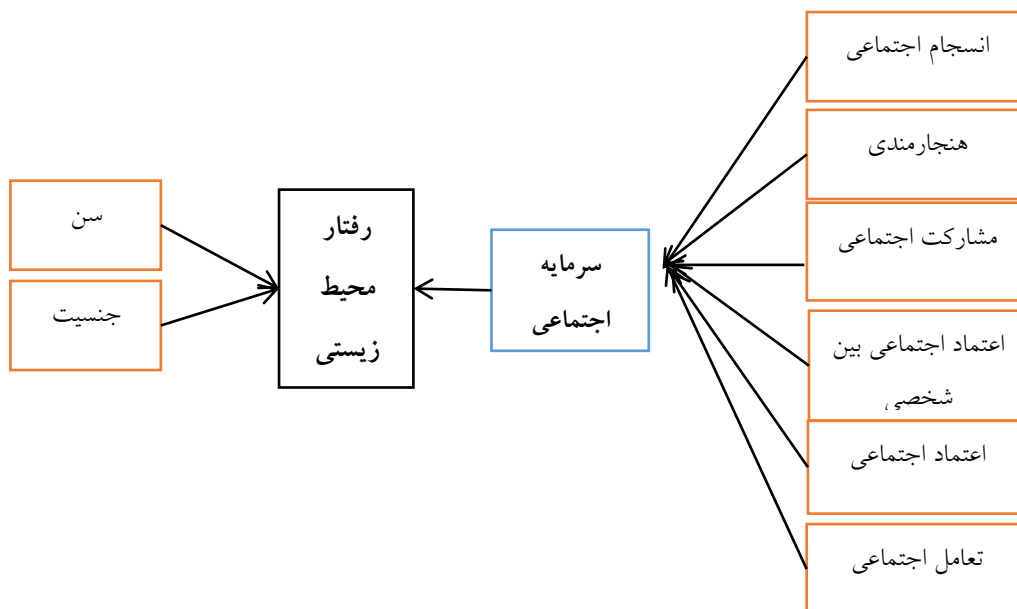 انسجام اجتماعی
هنجارمندی
مشارکت اجتماعی
اعتماد اجتماعی بین
شخصی
اعتماد اجتماعی
تعامل اجتماعی
سرمایه
اجتماعی
رفتار
محیط
زیستی
سن
جنسیت